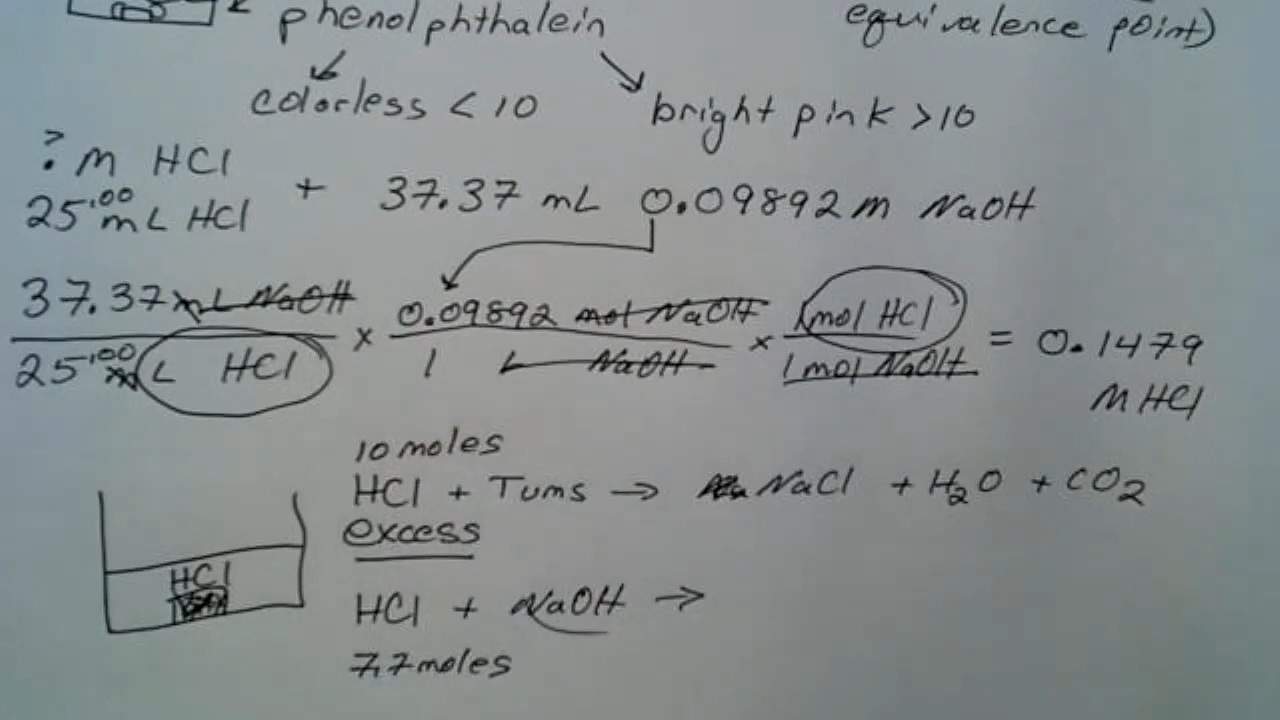 phenolphthalein equivalence point)
colorless < 10 bright pink > 10
? M HCl
25.00 mL HCl + 37.37 mL 0.09892 M NaOH
37.37 mL NaOH / 25.00 mL HCl × 0.09892 mol NaOH / 1 L NaOH × 1 mol HCl / 1 mol NaOH = 0.1479
M HCl
10 moles
HCl + Tums → NaCl + H2O + CO2
excess
HCl
HCl + NaOH →
7.7 moles